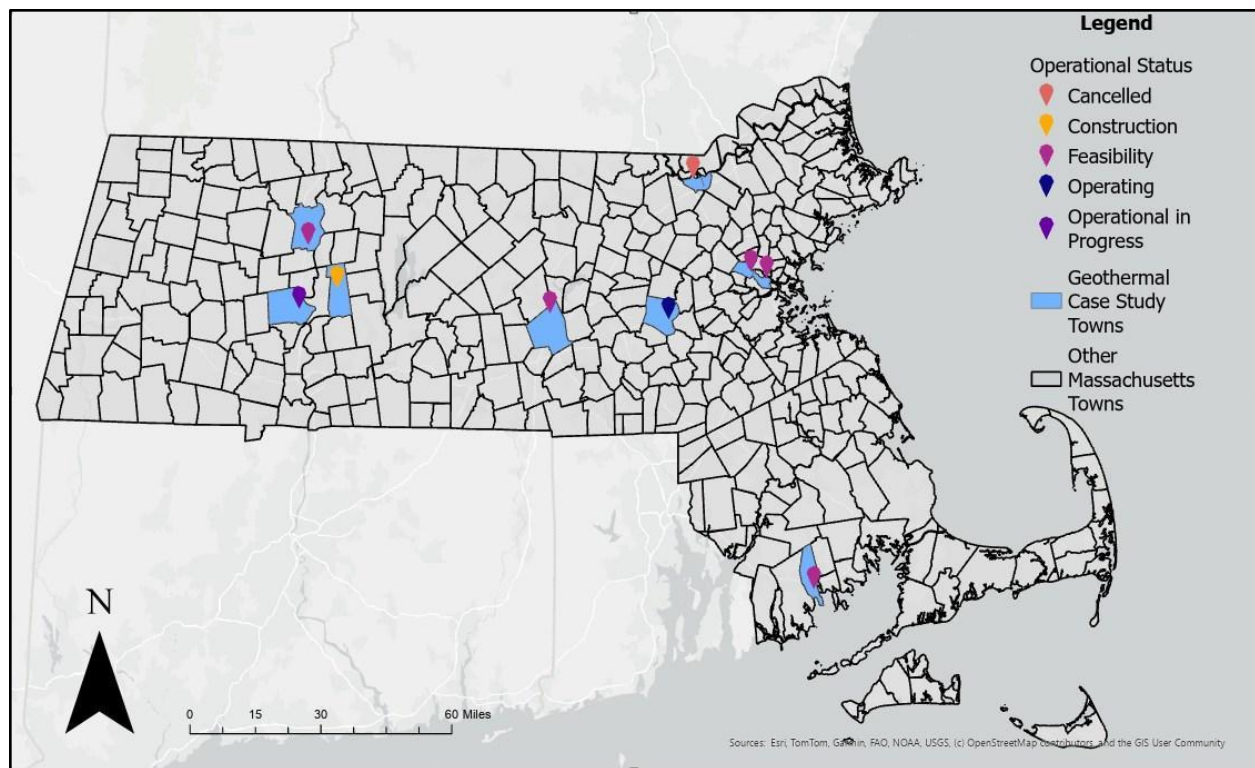 Legend
Operational Status
Cancelled
Construction
Feasibility
Operating
Operational in
Progress
Geothermal
Case Study
Towns
Other
Massachusetts
Towns
N
0 15 30 60 Miles
Sources: Esri, TomTom, Garmin, FAO, NOAA, USGS, (c) OpenStreetMap contributors, and the GIS User Community